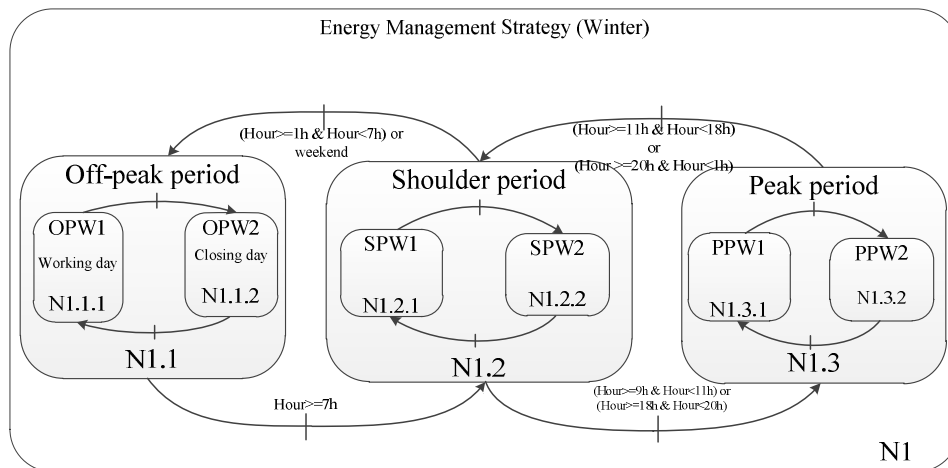 Energy Management Strategy (Winter)
(Hour>=1h & Hour<7h) or
weekend
(Hour>=11h & Hour<18h)
or
(Hour >=20h & Hour<1h)
Off-peak period
OPW1
Working day
N1.1.1
OPW2
Closing day
N1.1.2
N1.1
Shoulder period
SPW1
N1.2.1
SPW2
N1.2.2
N1.2
Peak period
PPW1
N1.3.1
PPW2
N1.3.2
N1.3
Hour>=7h
(Hour>=9h & Hour<11h) or
(Hour>=18h & Hour<20h)
N1